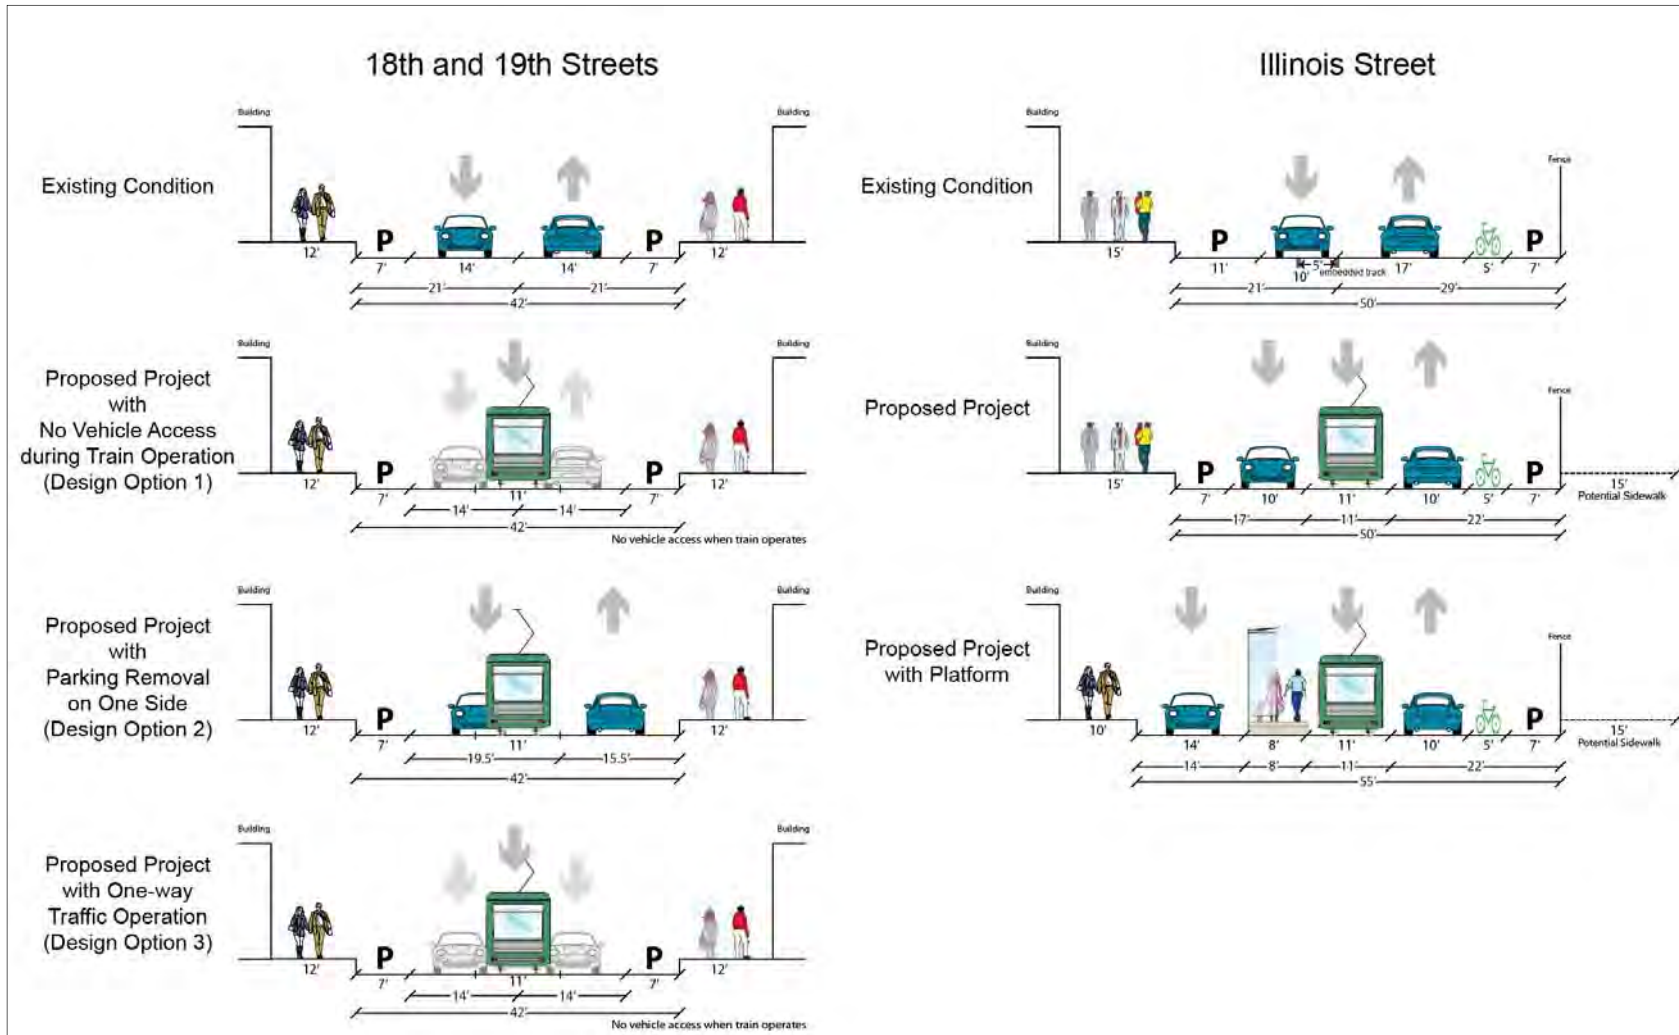 18th and 19th Streets
Building
Building
Existing Condition
P
P
12'
7'
14'
14'
7'
12'
21'
21'
42'
Building
Building
Proposed Project
with
No Vehicle Access
during Train Operation
(Design Option 1)
P
P
12'
7'
11'
7'
12'
14'
14'
42'
No vehicle access when train operates
Building
Building
Proposed Project
with
Parking Removal
on One Side
(Design Option 2)
P
12'
7'
11'
12'
19.5'
15.5'
42'
Building
Building
Proposed Project
with One-way
Traffic Operation
(Design Option 3)
P
P
12'
7'
11'
7'
12'
14'
14'
42'
No vehicle access when train operates
Illinois Street
Building
Fence
Existing Condition
P
P
15'
11'
5'
10'
embedded track
17'
5'
7'
21'
29'
50'
Building
Fence
Proposed Project
P
P
15'
7'
10'
11'
10'
5'
7'
15'
Potential Sidewalk
17'
11'
22'
50'
Building
Fence
Proposed Project
with Platform
P
10'
14'
8'
11'
10'
5'
7'
15'
Potential Sidewalk
14'
8'
11'
22'
55'